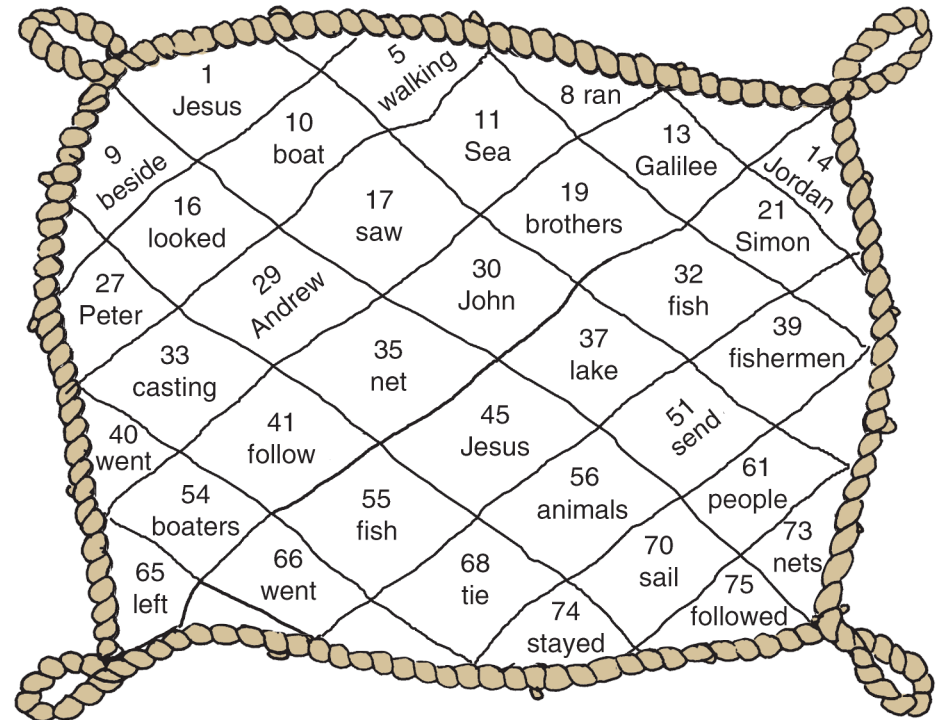 1
Jesus
5
walking
8 ran
9
beside
10
boat
11
Sea
13
Galilee
14
Jordan
16
looked
17
saw
19
brothers
21
Simon
27
Peter
29
Andrew
30
John
32
fish
33
casting
35
net
37
lake
39
fishermen
40
went
41
follow
45
Jesus
51
send
54
boaters
55
fish
56
animals
61
people
65
left
66
went
68
tie
70
sail
73
nets
74
stayed
75
followed